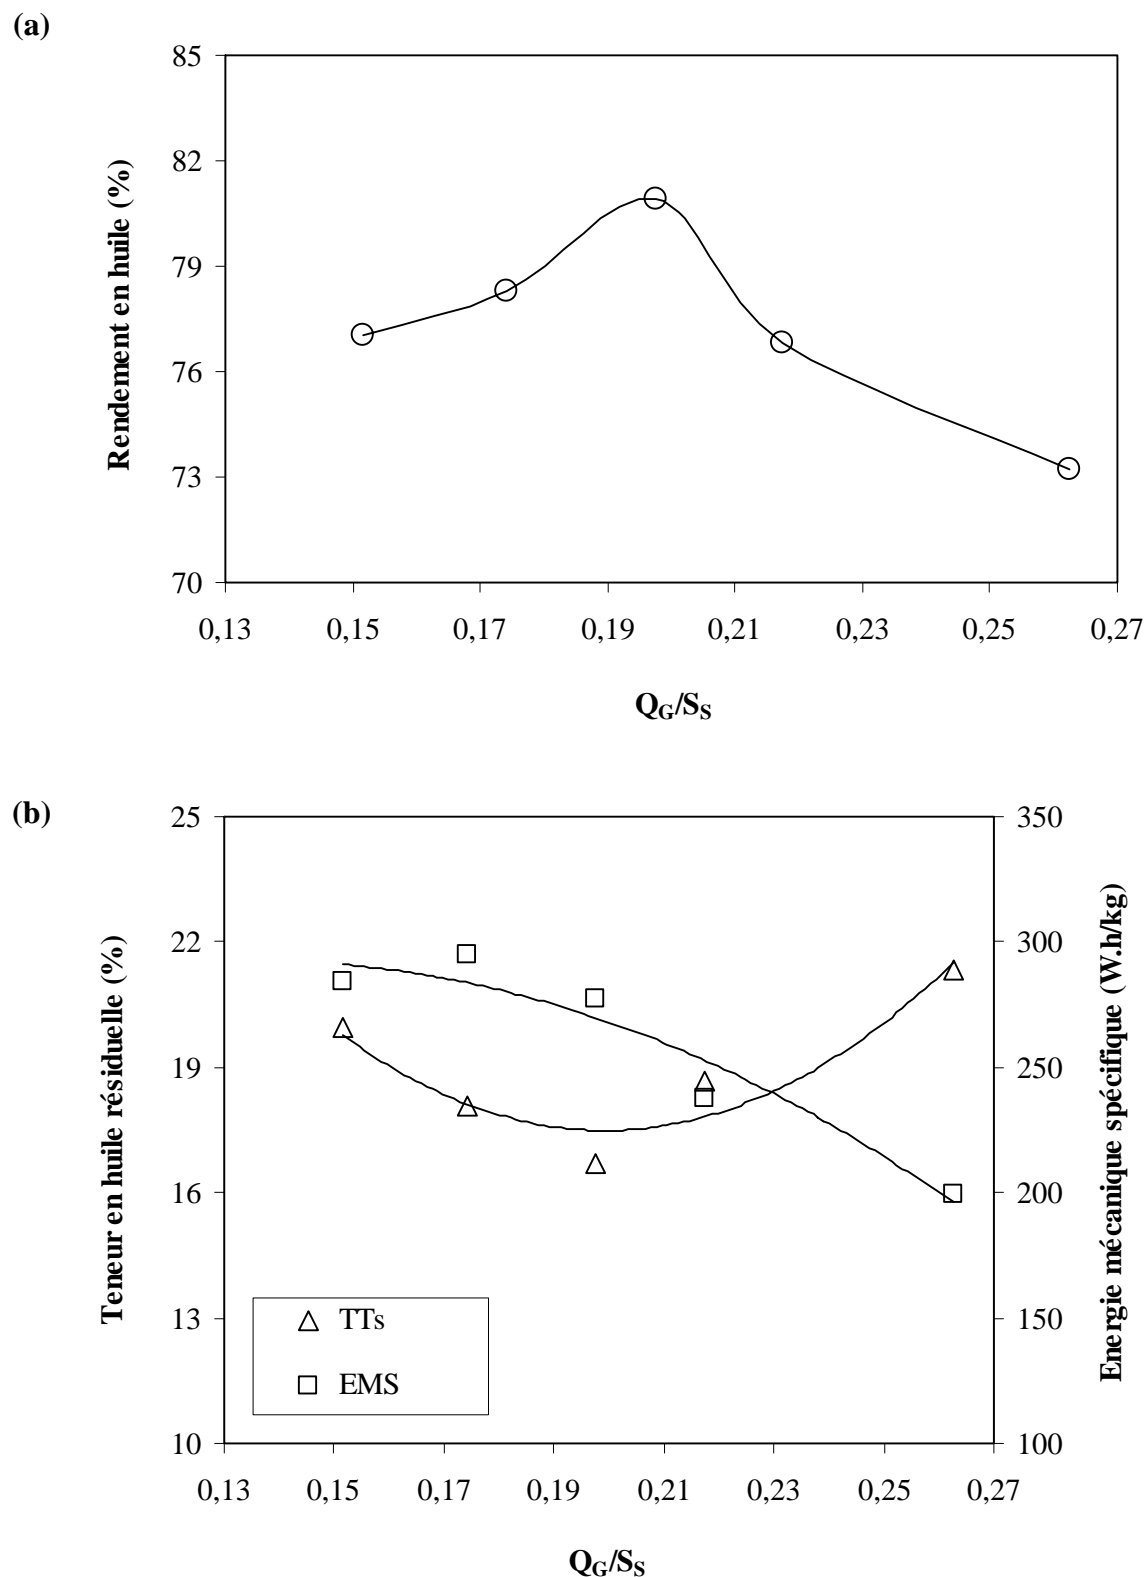 (a)
Rendement en huile (%)
85
82
79
76
73
70
0,13 0,15 0,17 0,19 0,21 0,23 0,25 0,27
QG/SS
(b)
Teneur en huile résiduelle (%)
25
22
19
16
13
10
350
300
250
200
150
100
Energie mécanique spécifique (W.h/kg)
TTs
EMS
0,13 0,15 0,17 0,19 0,21 0,23 0,25 0,27
QG/SS